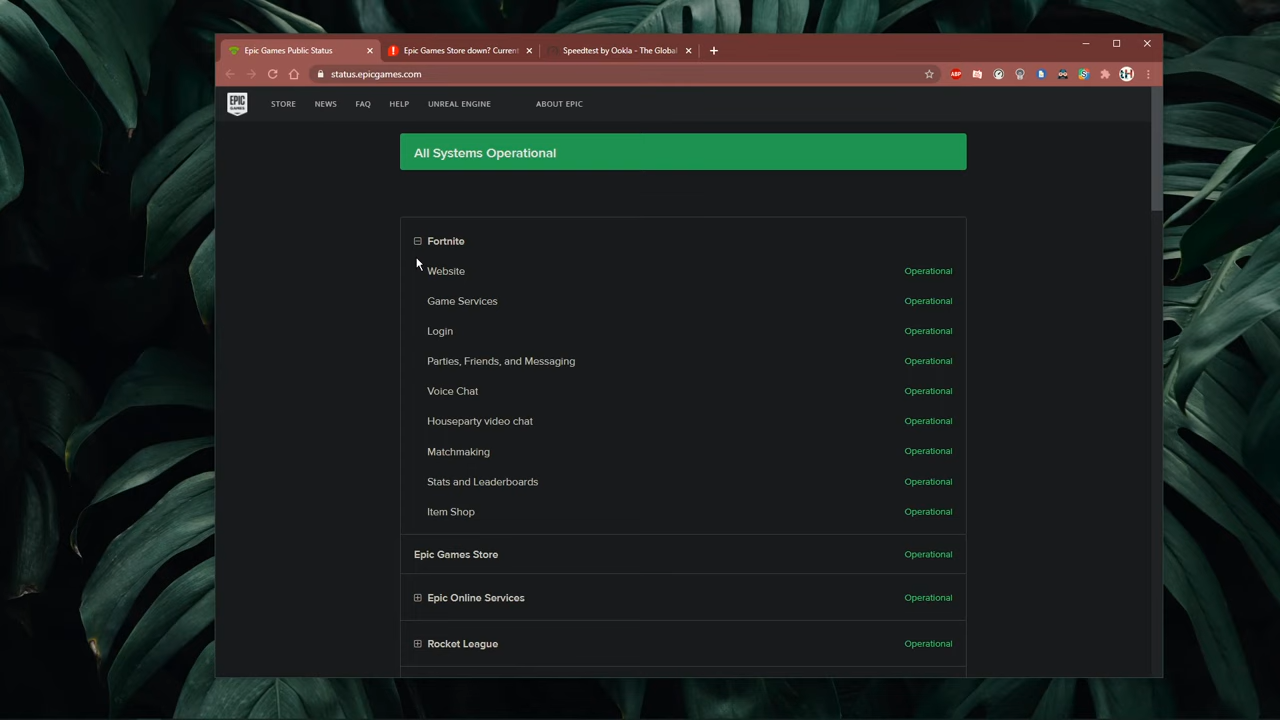 Epic Games Public Status
Epic Games Store down? Current
Speedtest by Ookla - The Global
status.epicgames.com
ABP
EPIC GAMES
STORE
NEWS
FAQ
HELP
UNREAL ENGINE
ABOUT EPIC
All Systems Operational
Fortnite
Website Operational
Game Services Operational
Login Operational
Parties, Friends, and Messaging Operational
Voice Chat Operational
Houseparty video chat Operational
Matchmaking Operational
Stats and Leaderboards Operational
Item Shop Operational
Epic Games Store Operational
Epic Online Services Operational
Rocket League Operational